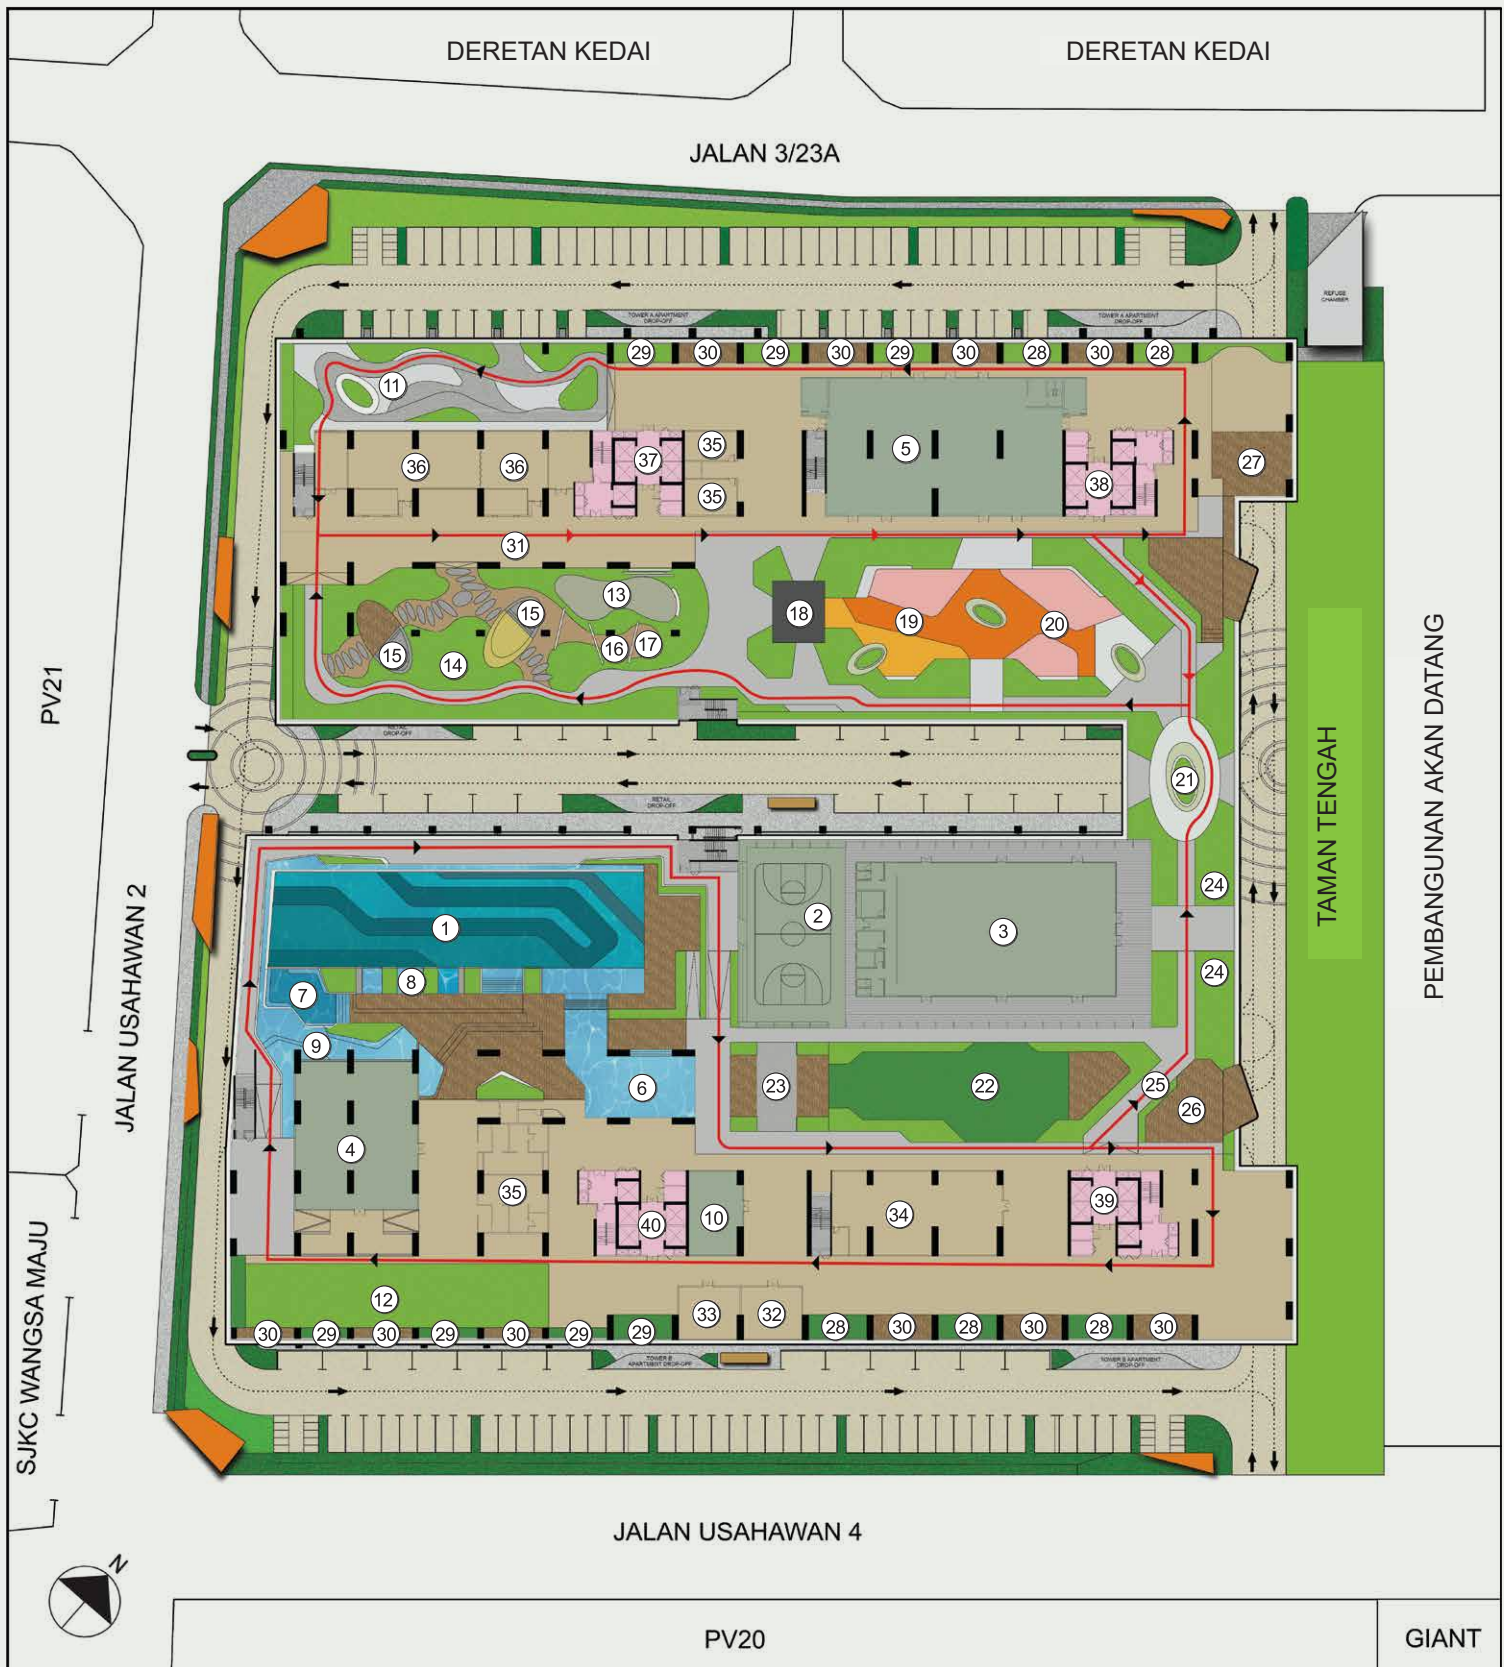 DERETAN KEDAI
DERETAN KEDAI
JALAN 3/23A
REFUSE
CHAMBER
TOWER A APARTMENT
DROP-OFF
TOWER A APARTMENT
DROP-OFF
29
30
29
30
29
30
28
30
28
11
36
36
37
35
35
5
38
27
31
13
15
15
14
16
17
18
19
20
PV21
RETAIL
DROP-OFF
21
RETAIL
DROP-OFF
TAMAN TENGAH
PEMBANGUNAN AKAN DATANG
JALAN USAHAWAN 2
1
2
3
24
24
7
8
9
6
23
22
25
26
4
35
40
10
34
39
12
33
32
30
29
30
29
30
29
29
28
30
28
30
28
30
TOWER B
APARTMENT DROP-OFF
TOWER B APARTMENT
DROP-OFF
SJKC WANGSA MAJU
JALAN USAHAWAN 4
N
PV20
GIANT